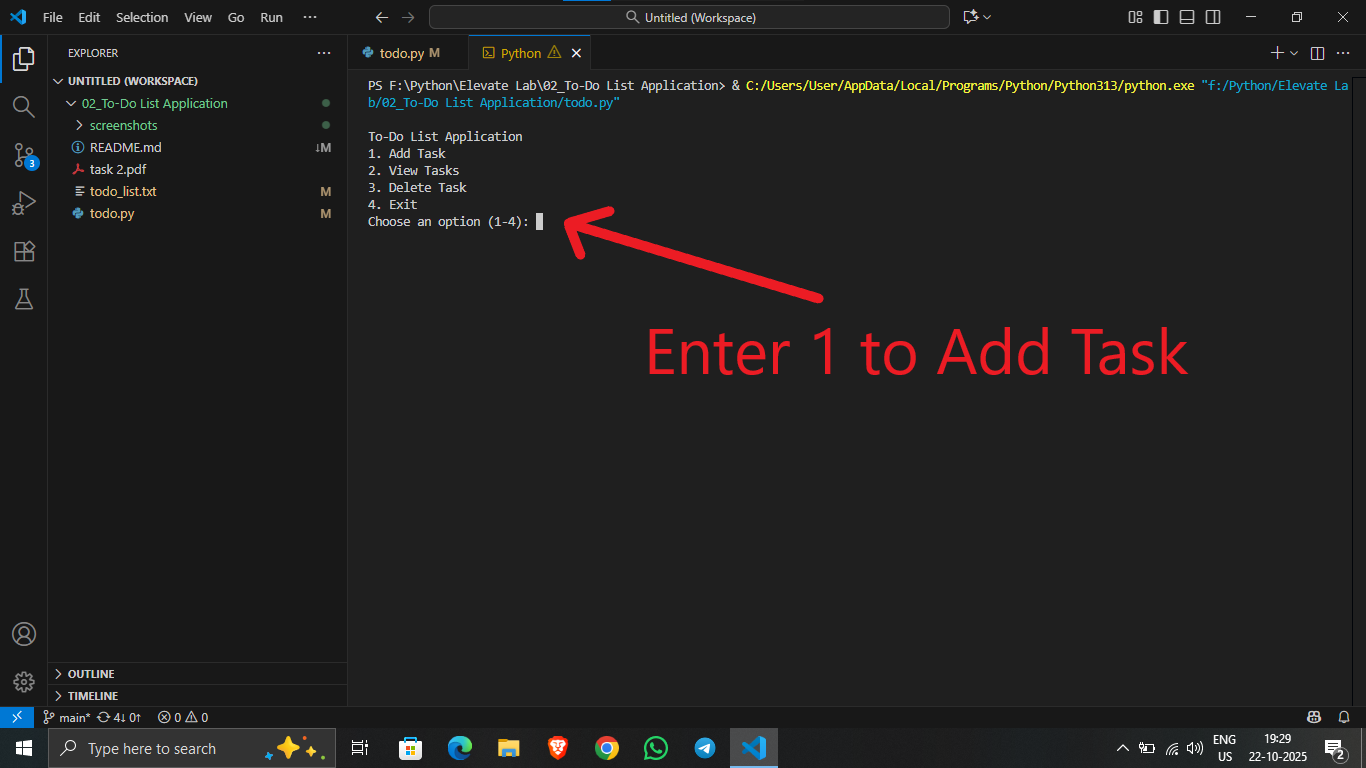 File Edit Selection View Go Run ···
Untitled (Workspace)
EXPLORER ···
UNTITLED (WORKSPACE)
02_To-Do List Application
screenshots
README.md ↓M
task 2.pdf
todo_list.txt M
todo.py M
OUTLINE
TIMELINE
3
todo.py M
Python
PS F:\Python\Elevate Lab\02_To-Do List Application> & C:/Users/User/AppData/Local/Programs/Python/Python313/python.exe "f:/Python/Elevate La
b/02_To-Do List Application/todo.py"
To-Do List Application
1. Add Task
2. View Tasks
3. Delete Task
4. Exit
Choose an option (1-4):
Enter 1 to Add Task
main* 4↓ 0↑ 0 0
Type here to search
ENG
US
19:29
22-10-2025
2